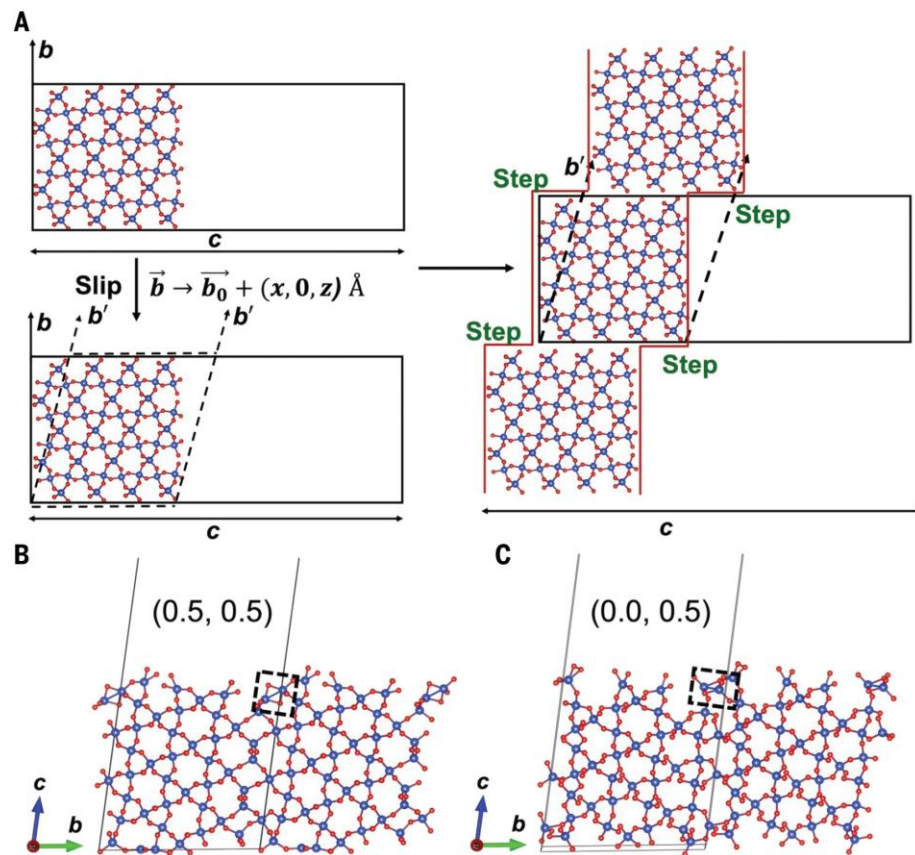 A
b
c
Slip
b⃗ → b₀⃗ + (x, 0, z) Å
b
b′
b′
c
Step
b′
Step
Step
Step
c
B
(0.5, 0.5)
c
b
C
(0.0, 0.5)
c
b